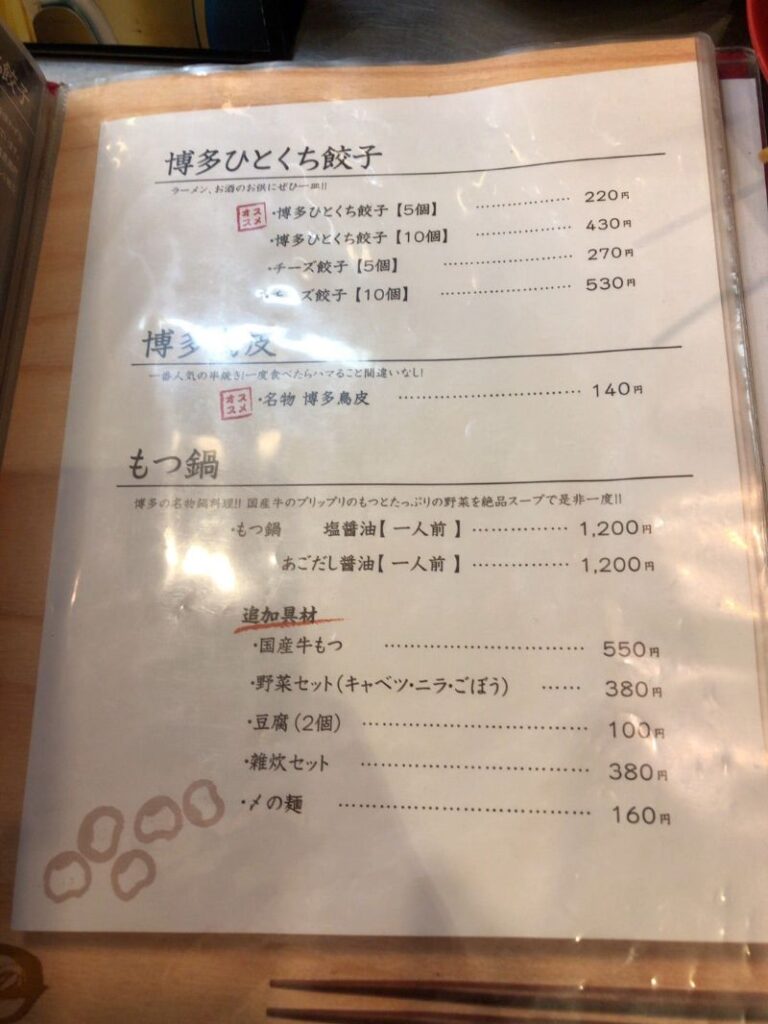 博多ひとくち餃子
ラーメン、お酒のお供にぜひ一皿!!
オススメ ・博多ひとくち餃子【5個】 ………………… 220円
・博多ひとくち餃子【10個】 ………………… 430円
・チーズ餃子【5個】 ………………… 270円
チーズ餃子【10個】 ………………… 530円
博多鳥皮
一番人気の串焼き!一度食べたらハマること間違いなし!
オススメ ・名物 博多鳥皮 ………………………… 140円
もつ鍋
博多の名物鍋料理!! 国産牛のプリップリのもつとたっぷりの野菜を絶品スープで是非一度!!
・もつ鍋 塩醤油【 一人前 】 ……………… 1,200円
あごだし醤油【 一人前 】 ……………… 1,200円
追加具材
・国産牛もつ ………………………… 550円
・野菜セット(キャベツ・ニラ・ごぼう) …… 380円
・豆腐(2個) ………………………… 100円
・雑炊セット ………………………… 380円
・〆の麺 ………………………… 160円
餃子